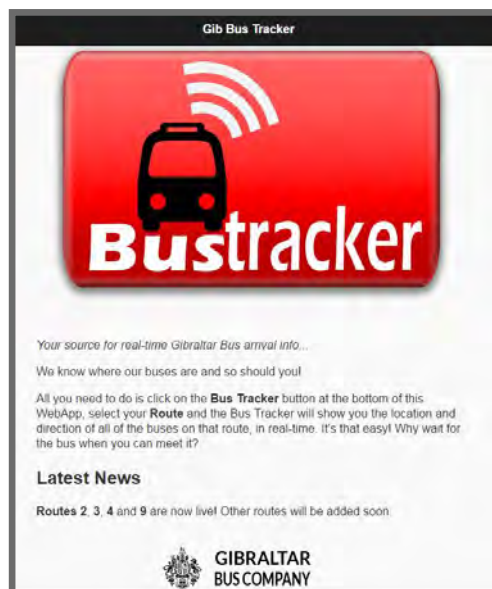 Gib Bus Tracker
Bustracker
Your source for real-time Gibraltar Bus arrival info...
We know where our buses are and so should you!
All you need to do is click on the Bus Tracker button at the bottom of this
WebApp, select your Route and the Bus Tracker will show you the location and
direction of all of the buses on that route, in real-time. It's that easy! Why wait for
the bus when you can meet it?
Latest News
Routes 2, 3, 4 and 9 are now live! Other routes will be added soon.
GIBRALTAR
BUS COMPANY